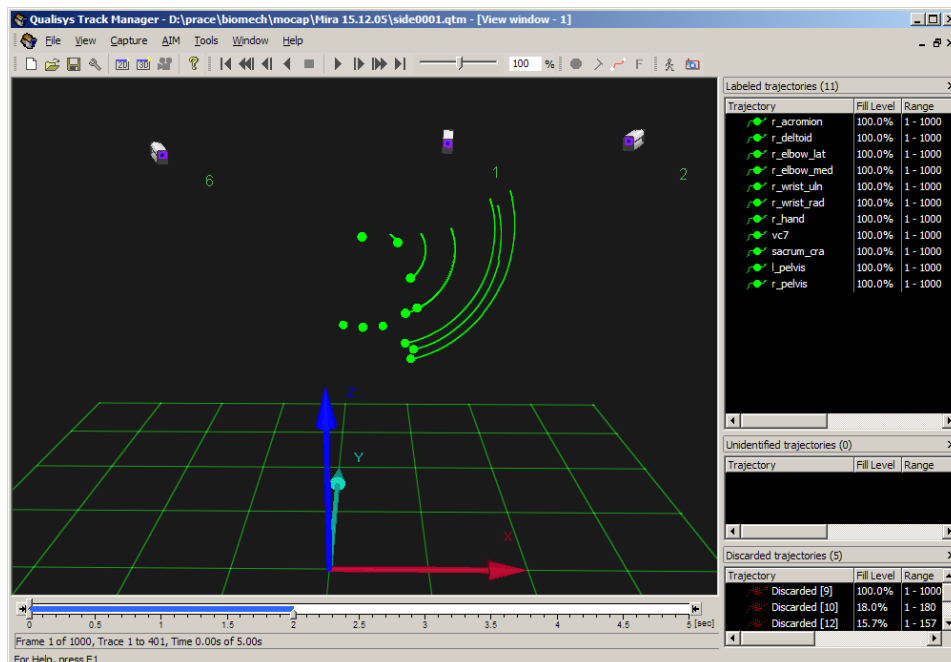 Qualisys Track Manager - D:\prace\biomech\mocap\Mira 15.12.05\side0001.qtm - [View window - 1]
File View Capture AIM Tools Window Help
2D 3D 100 % F
Labeled trajectories (11)
Trajectory Fill Level Range
r_acromion 100.0% 1 - 1000
r_deltoid 100.0% 1 - 1000
r_elbow_lat 100.0% 1 - 1000
r_elbow_med 100.0% 1 - 1000
r_wrist_uln 100.0% 1 - 1000
r_wrist_rad 100.0% 1 - 1000
r_hand 100.0% 1 - 1000
vc7 100.0% 1 - 1000
sacrum_cra 100.0% 1 - 1000
l_pelvis 100.0% 1 - 1000
r_pelvis 100.0% 1 - 1000
6 1 2
Z
Y
X
Unidentified trajectories (0)
Trajectory Fill Level Range
Discarded trajectories (5)
Trajectory Fill Level Range
Discarded [9] 100.0% 1 - 1000
Discarded [10] 18.0% 1 - 180
Discarded [12] 15.7% 1 - 157
0 0.5 1 1.5 2 2.5 3 3.5 4 4.5 5 [sec]
Frame 1 of 1000, Trace 1 to 401, Time 0.00s of 5.00s
For Help, press F1